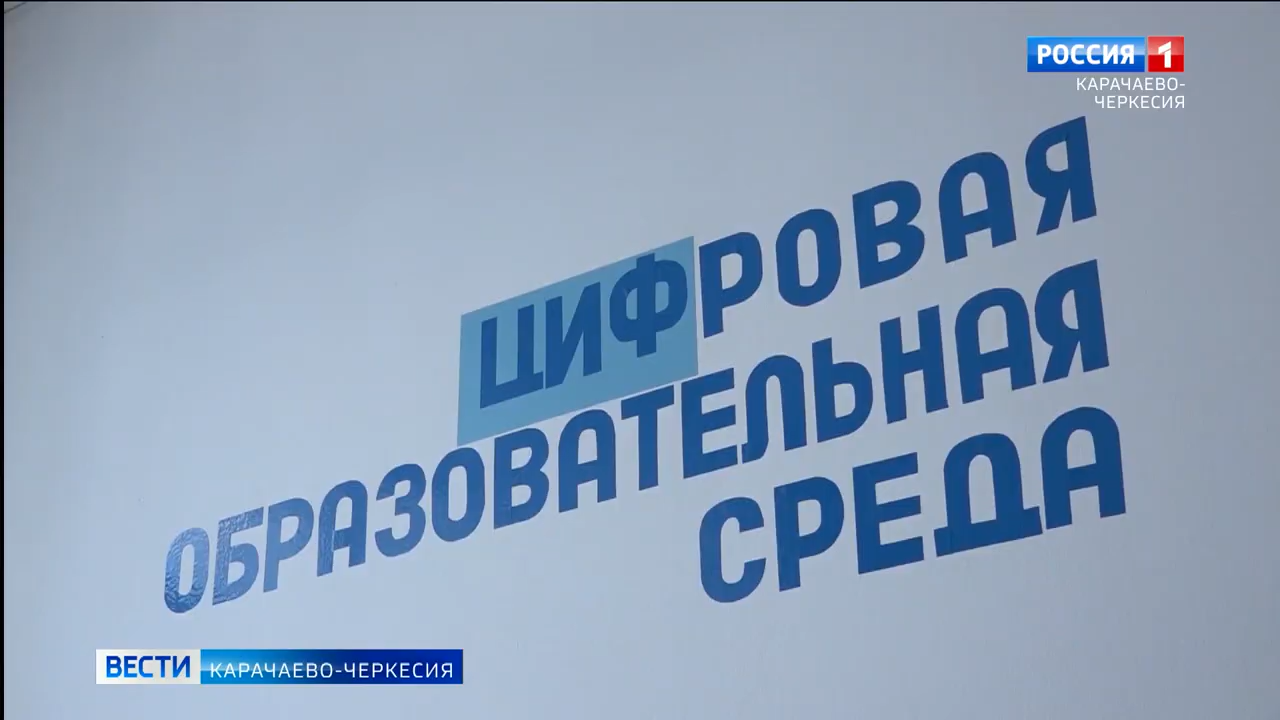 РОССИЯ 1
КАРАЧАЕВО-
ЧЕРКЕСИЯ
ЦИФРОВАЯ
ОБРАЗОВАТЕЛЬНАЯ
СРЕДА
ВЕСТИ КАРАЧАЕВО-ЧЕРКЕСИЯ